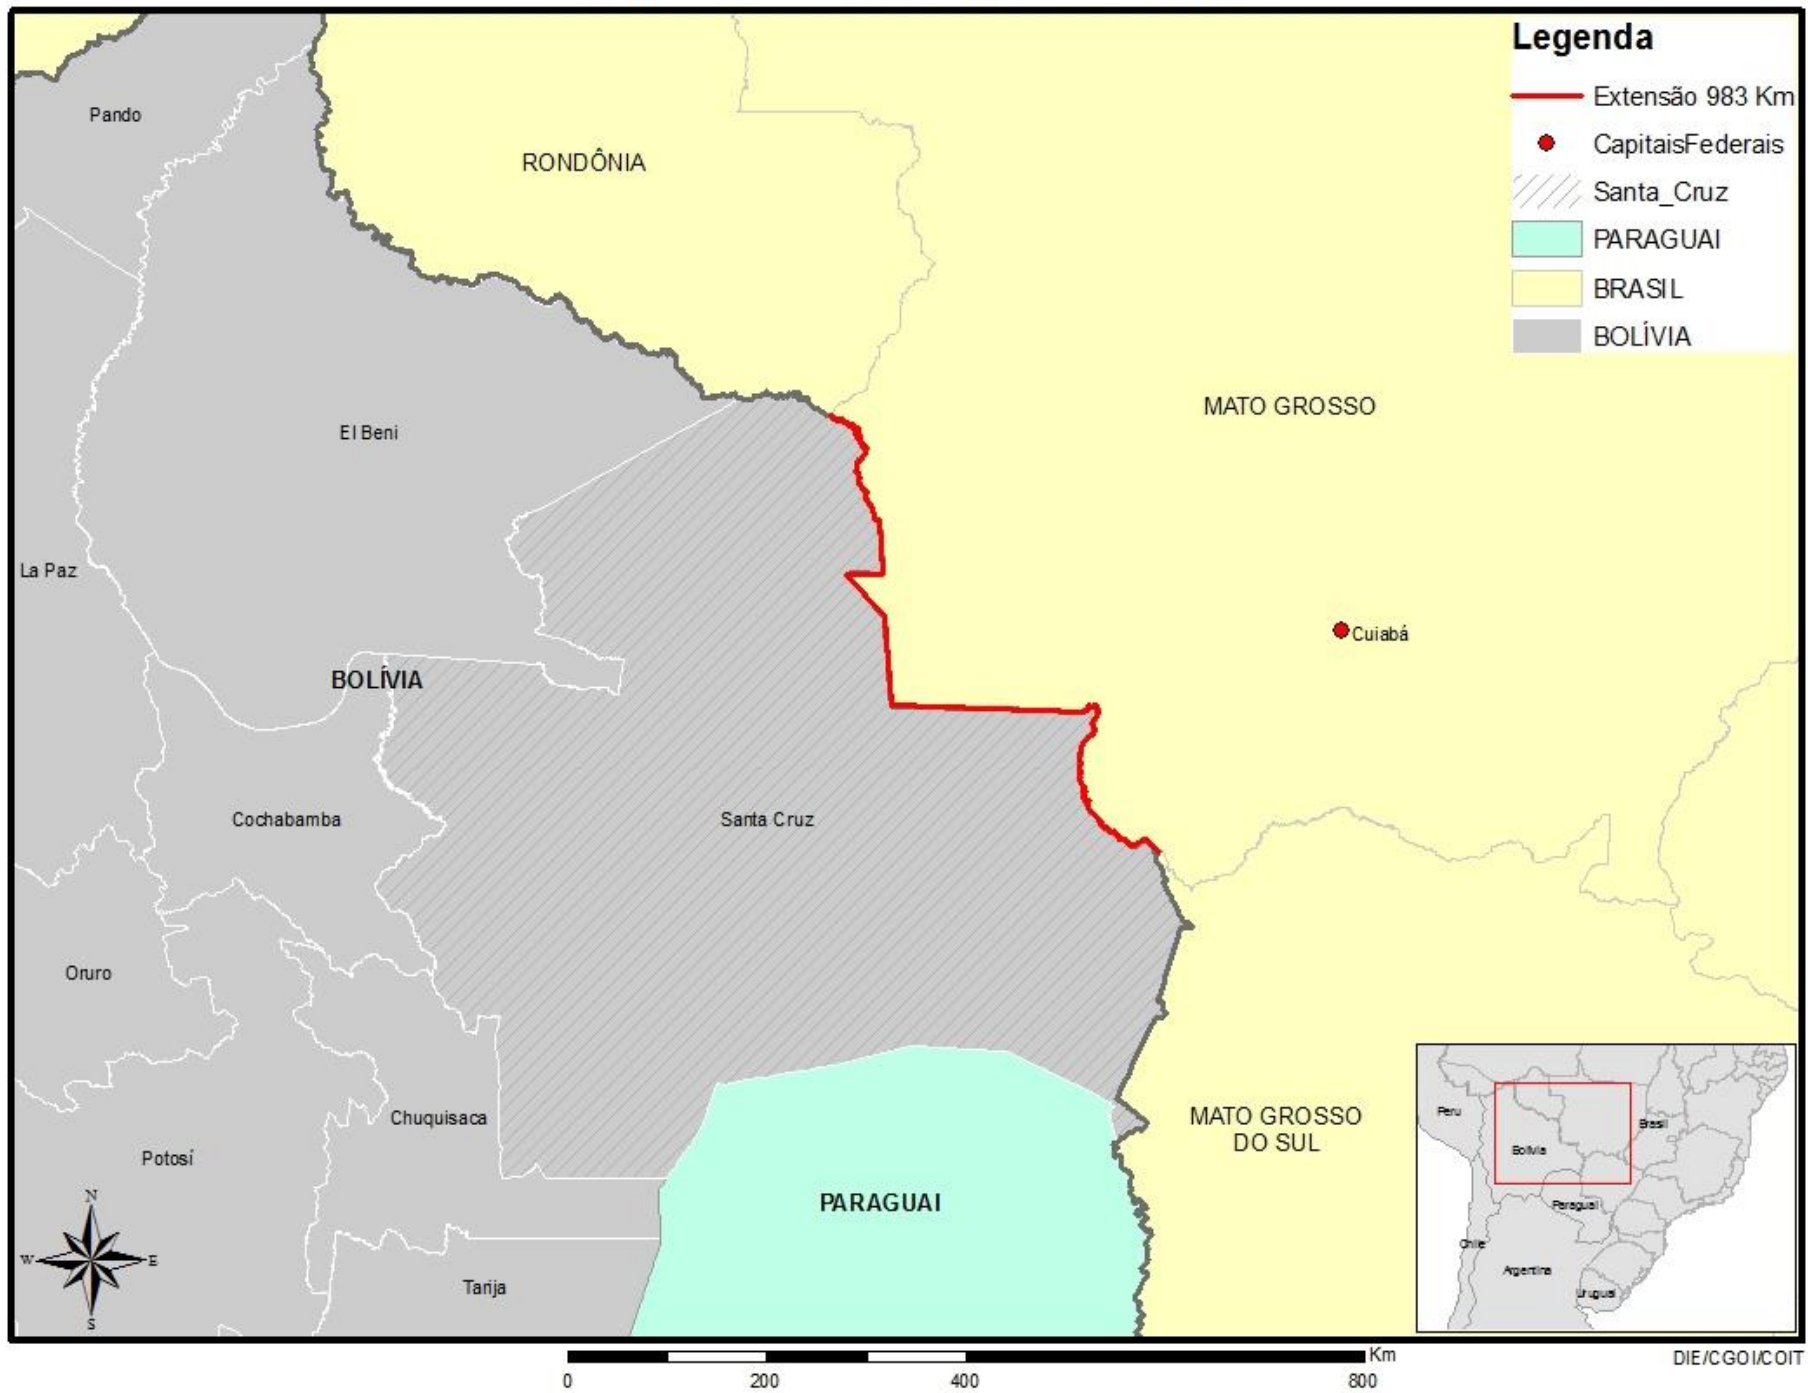 Legenda
Extensão 983 Km
CapitaisFederais
Santa_Cruz
PARAGUAI
BRASIL
BOLÍVIA
Pando
RONDÔNIA
MATO GROSSO
El Beni
La Paz
Cuiabá
BOLÍVIA
Cochabamba
Santa Cruz
Oruro
Chuquisaca
Potosí
MATO GROSSO
DO SUL
PARAGUAI
Tarija
N
W
E
S
Peru
Brasil
Bolívia
Paraguai
Chile
Argentina
Uruguai
Km
0 200 400 800
DIE/CGOI/COIT